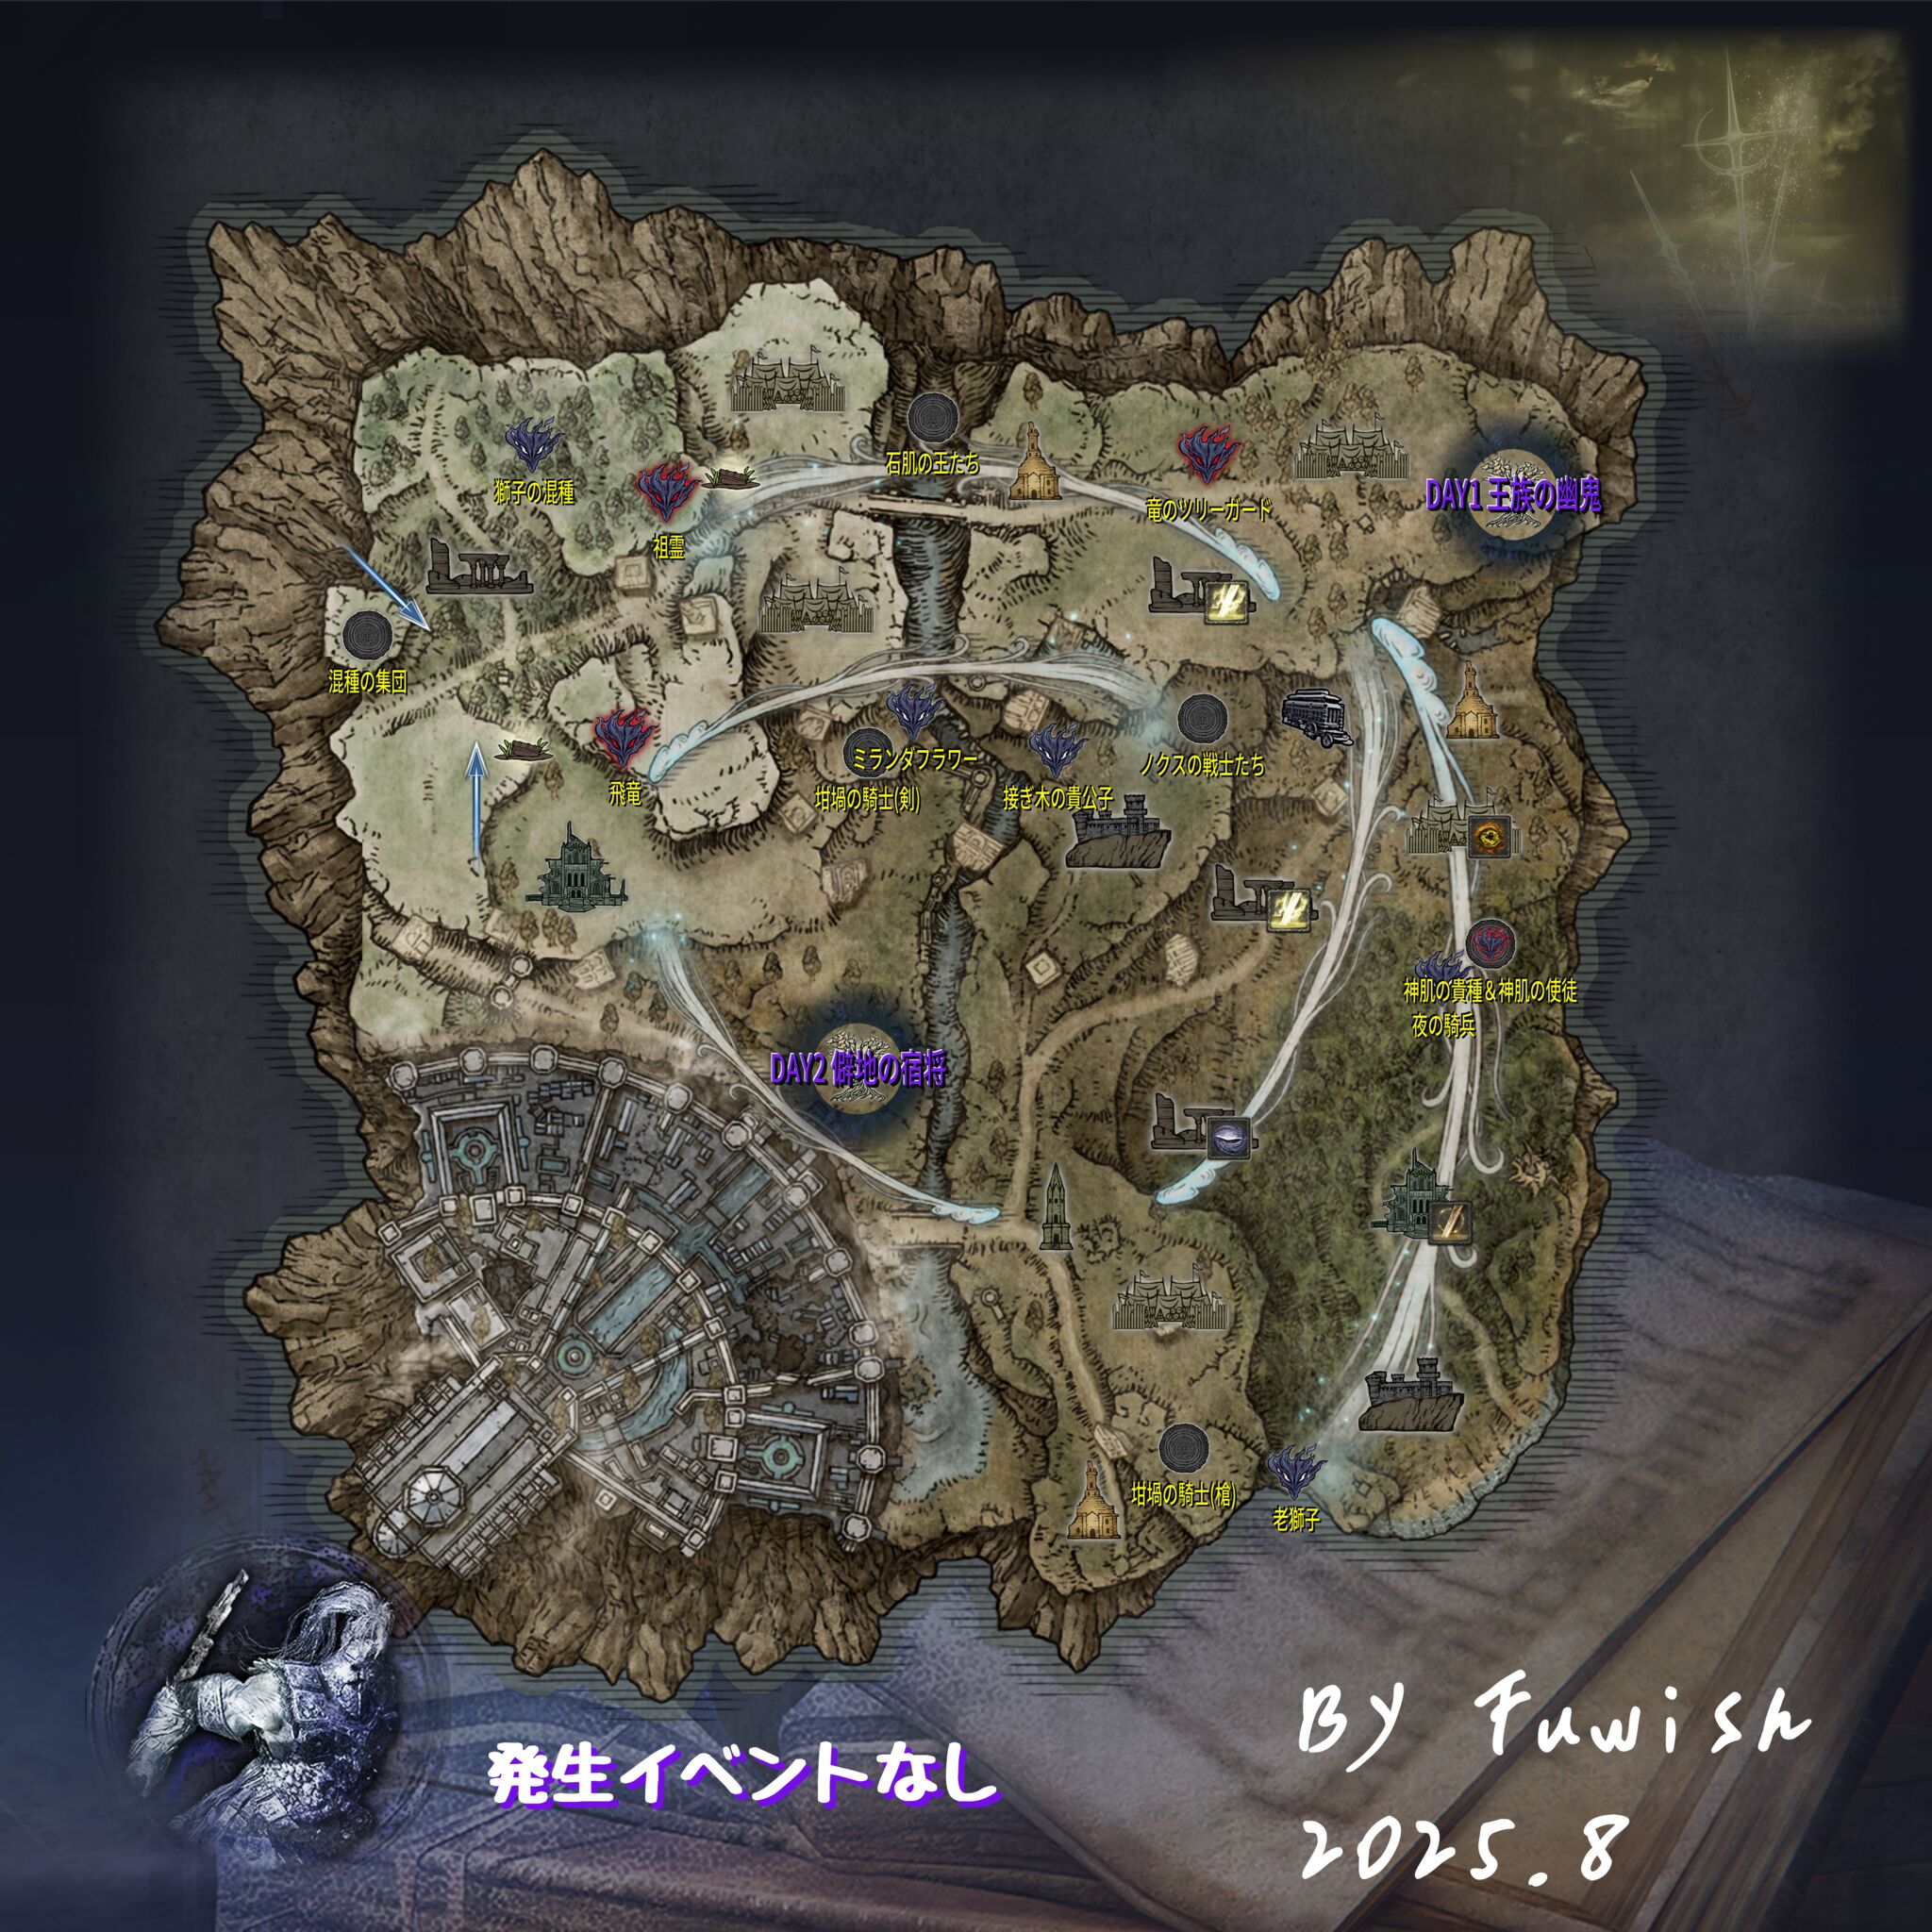 石肌の王たち
獅子の混種
DAY1 王族の幽鬼
竜のツリーガード
祖霊
混種の集団
ミランダフラワー
ノクスの戦士たち
飛竜
坩堝の騎士(剣)
接ぎ木の貴公子
神肌の貴種&神肌の使徒
夜の騎兵
DAY2 僻地の宿将
坩堝の騎士(槍)
老獅子
発生イベントなし
BY Fuwish
2025.8